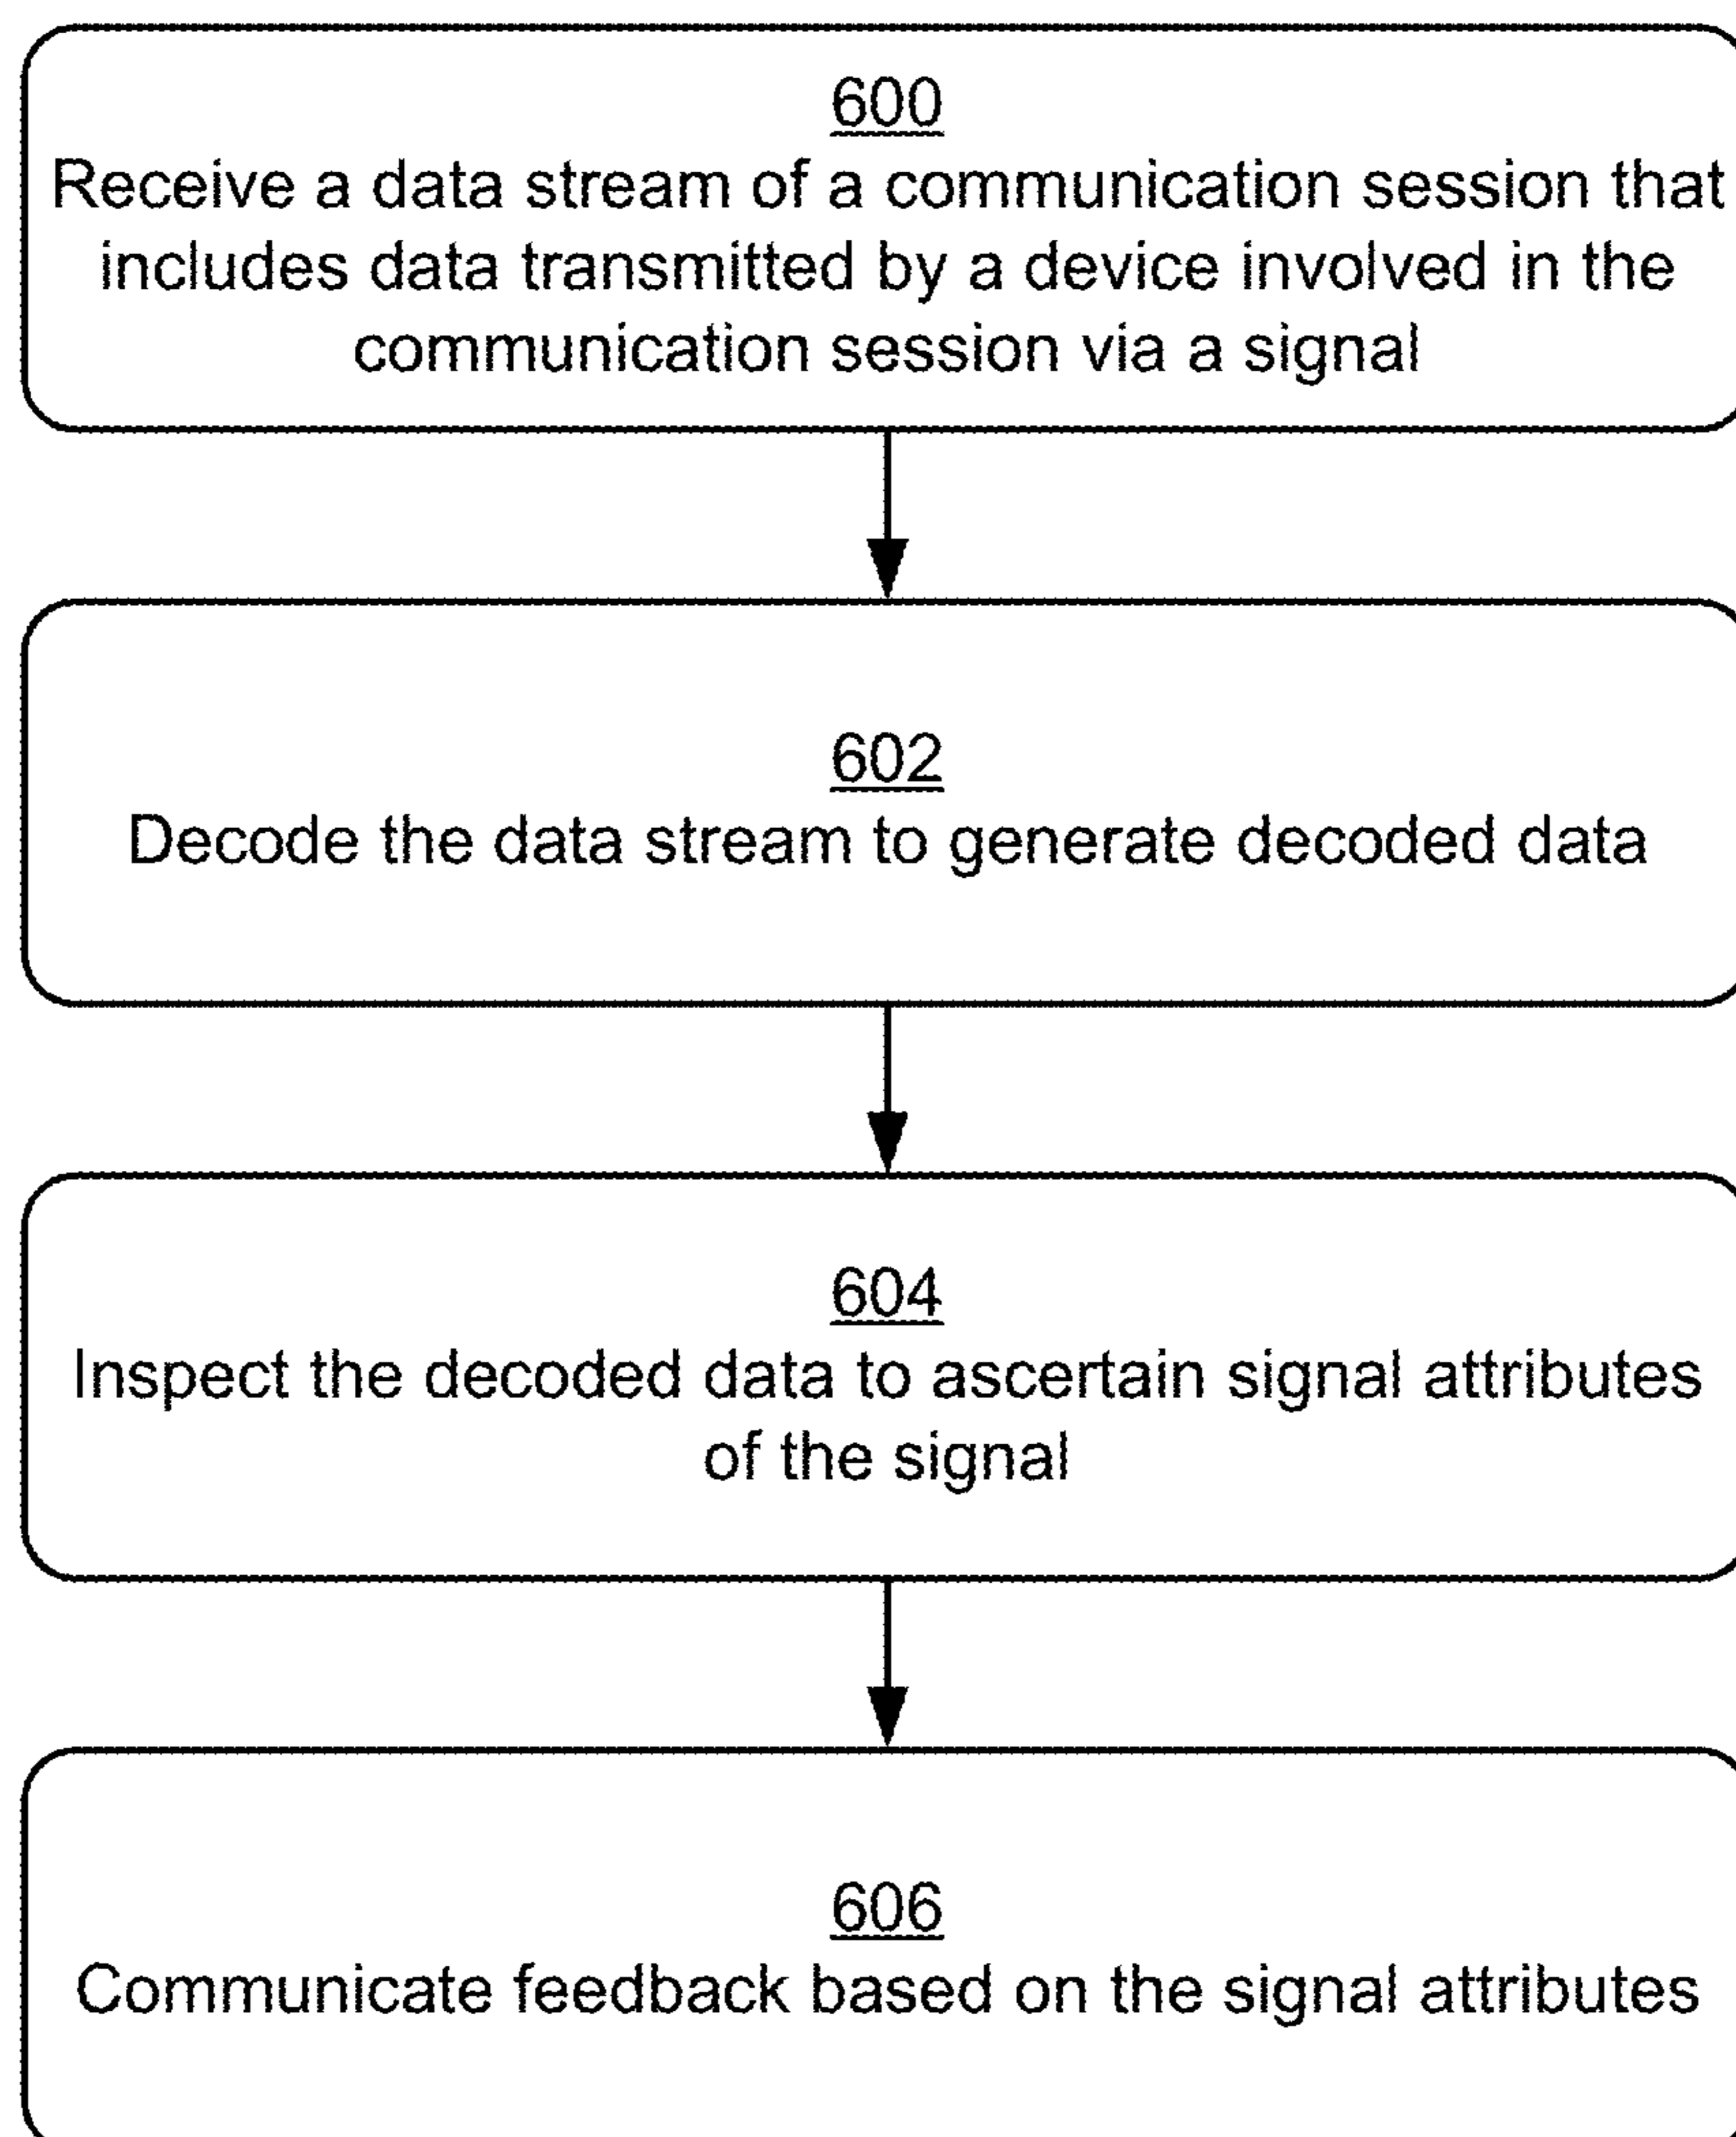 600
Receive a data stream of a communication session that
includes data transmitted by a device involved in the
communication session via a signal
602
Decode the data stream to generate decoded data
604
Inspect the decoded data to ascertain signal attributes
of the signal
606
Communicate feedback based on the signal attributes